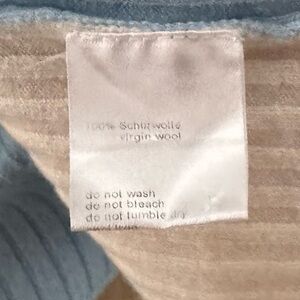 100% Schurwolle
virgin wool
do not wash
do not bleach
do not tumble dry